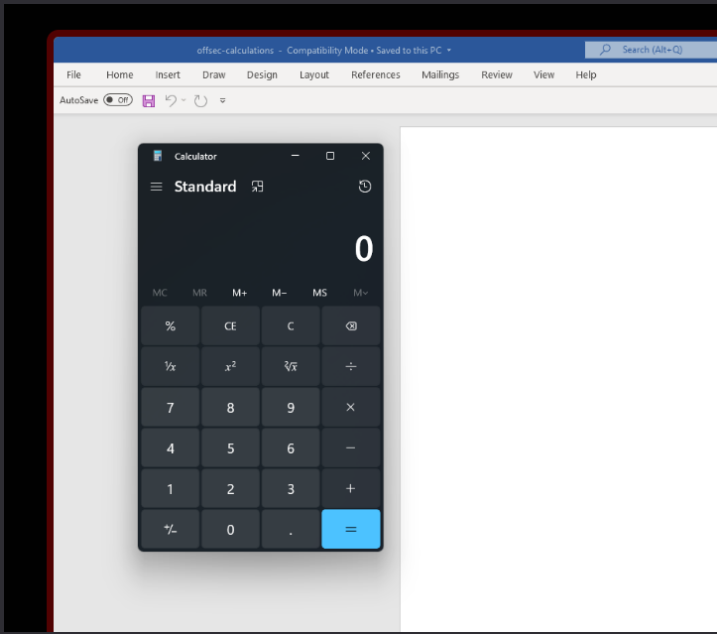 offsec-calculations - Compatibility Mode • Saved to this PC
Search (Alt+Q)
File Home Insert Draw Design Layout References Mailings Review View Help
AutoSave Off
Calculator
Standard
0
MC MR M+ M− MS M˅
% CE C
¹/x x² ²√x ÷
7 8 9 ×
4 5 6 −
1 2 3 +
+/− 0 . =